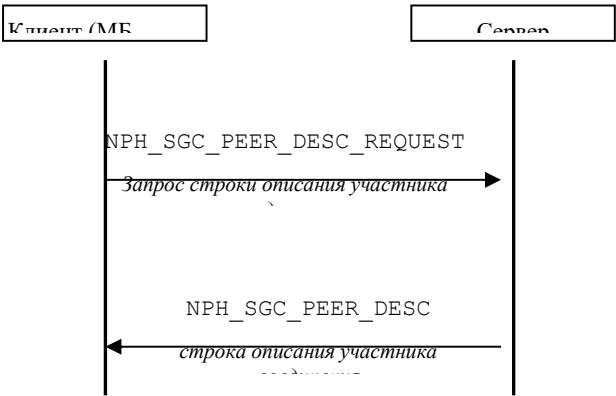 Клиент (МБ
Сервер
NPH_SGC_PEER_DESC_REQUEST
Запрос строки описания участника
NPH_SGC_PEER_DESC
строка описания участника